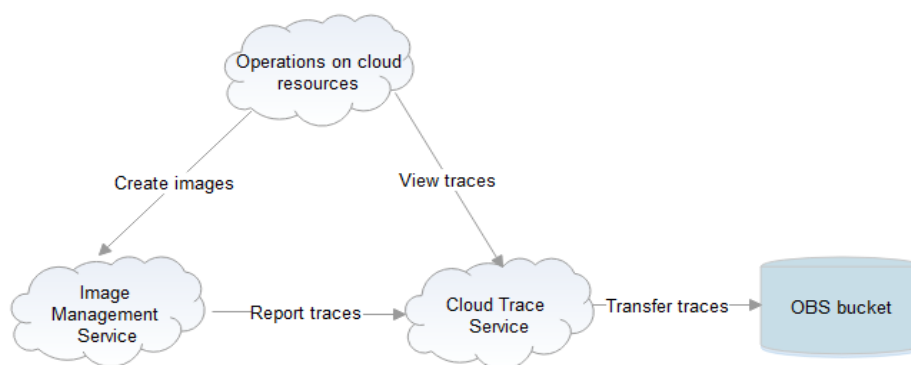 Operations on cloud
resources
Create images
View traces
Image
Management
Service
Report traces
Cloud Trace
Service
Transfer traces
OBS bucket